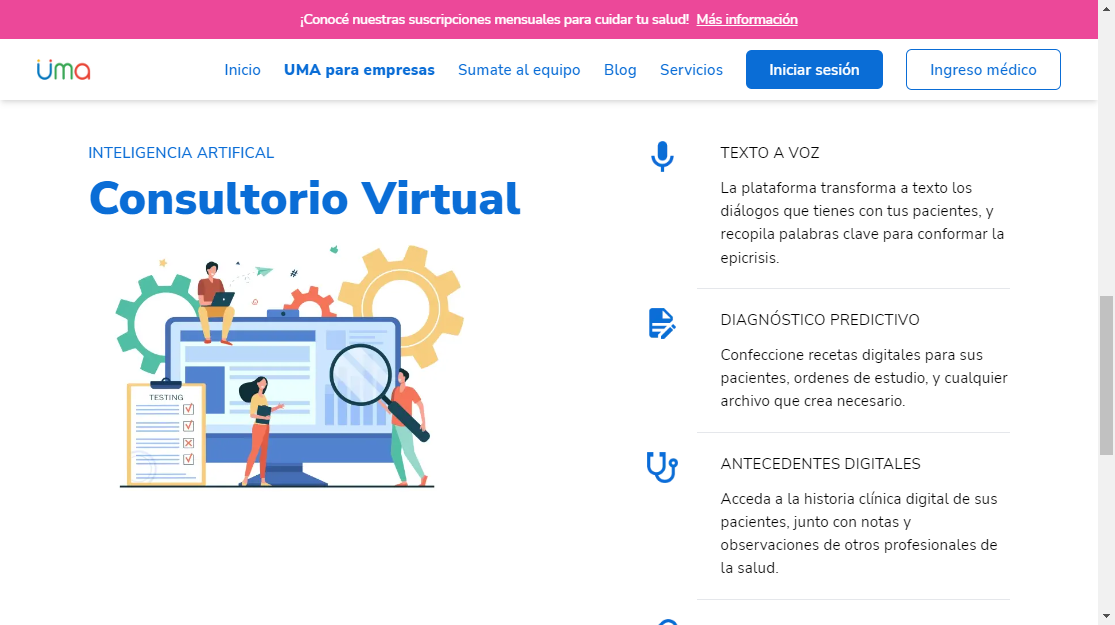 ¡Conocé nuestras suscripciones mensuales para cuidar tu salud! Más información
UMA
Inicio
UMA para empresas
Sumate al equipo
Blog
Servicios
Iniciar sesión
Ingreso médico
INTELIGENCIA ARTIFICAL
Consultorio Virtual
#
TESTING
TEXTO A VOZ
La plataforma transforma a texto los
diálogos que tienes con tus pacientes, y
recopila palabras clave para conformar la
epicrisis.
DIAGNÓSTICO PREDICTIVO
Confeccione recetas digitales para sus
pacientes, ordenes de estudio, y cualquier
archivo que crea necesario.
ANTECEDENTES DIGITALES
Acceda a la historia clínica digital de sus
pacientes, junto con notas y
observaciones de otros profesionales de
la salud.